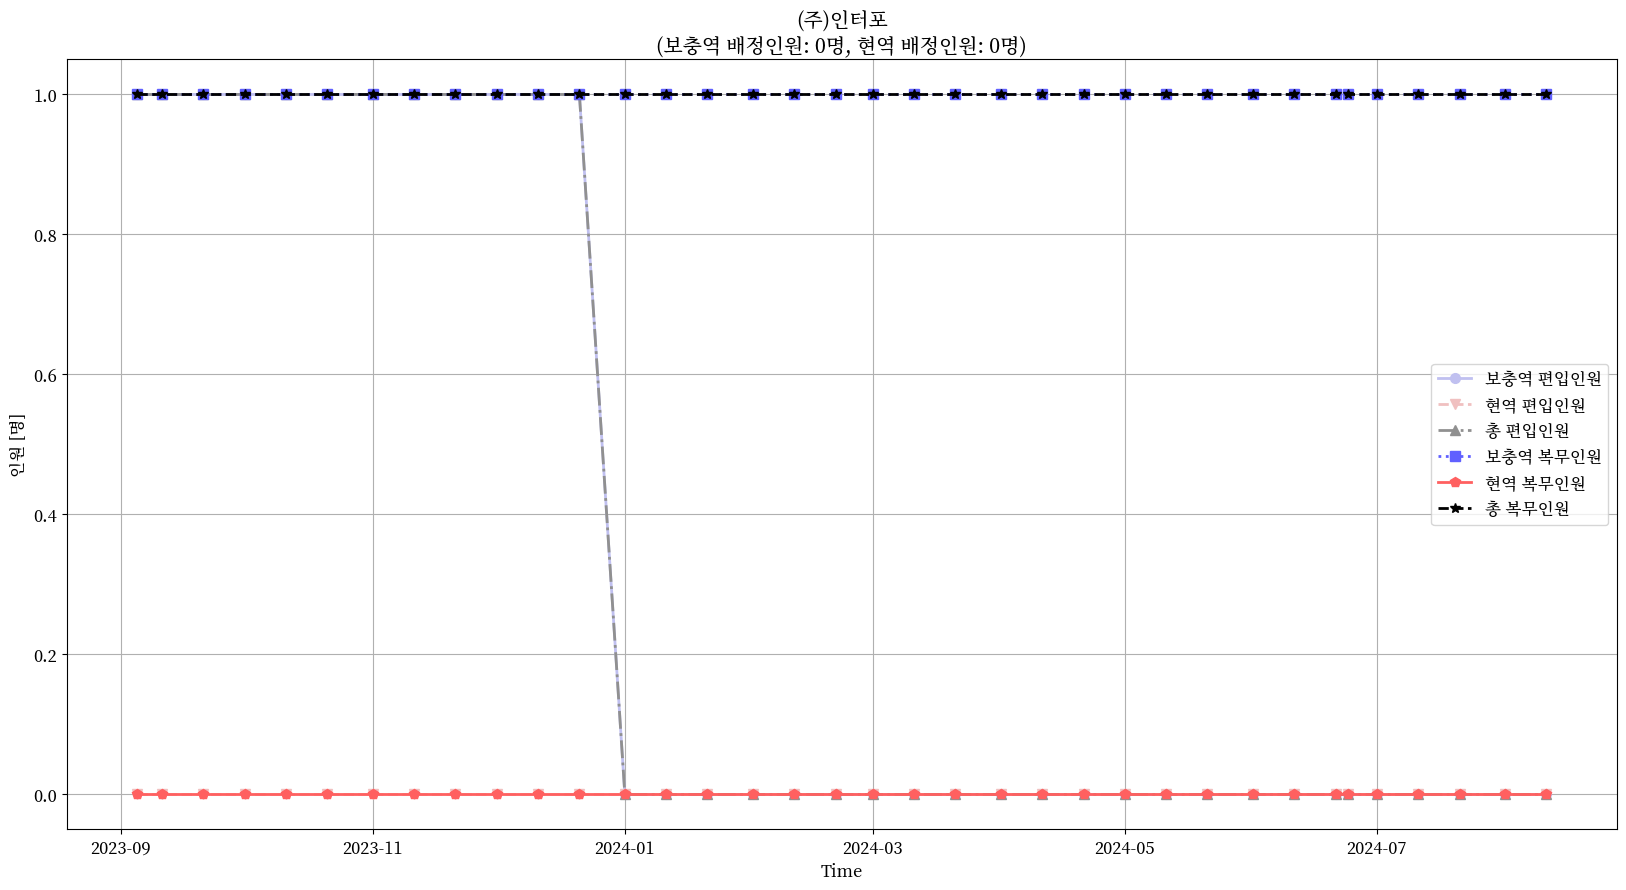 (주)인터포
(보충역 배정인원: 0명, 현역 배정인원: 0명)
1.0
0.8
0.6
0.4
0.2
0.0
인원 [명]
보충역 편입인원
현역 편입인원
총 편입인원
보충역 복무인원
현역 복무인원
총 복무인원
2023-09
2023-11
2024-01
2024-03
2024-05
2024-07
Time